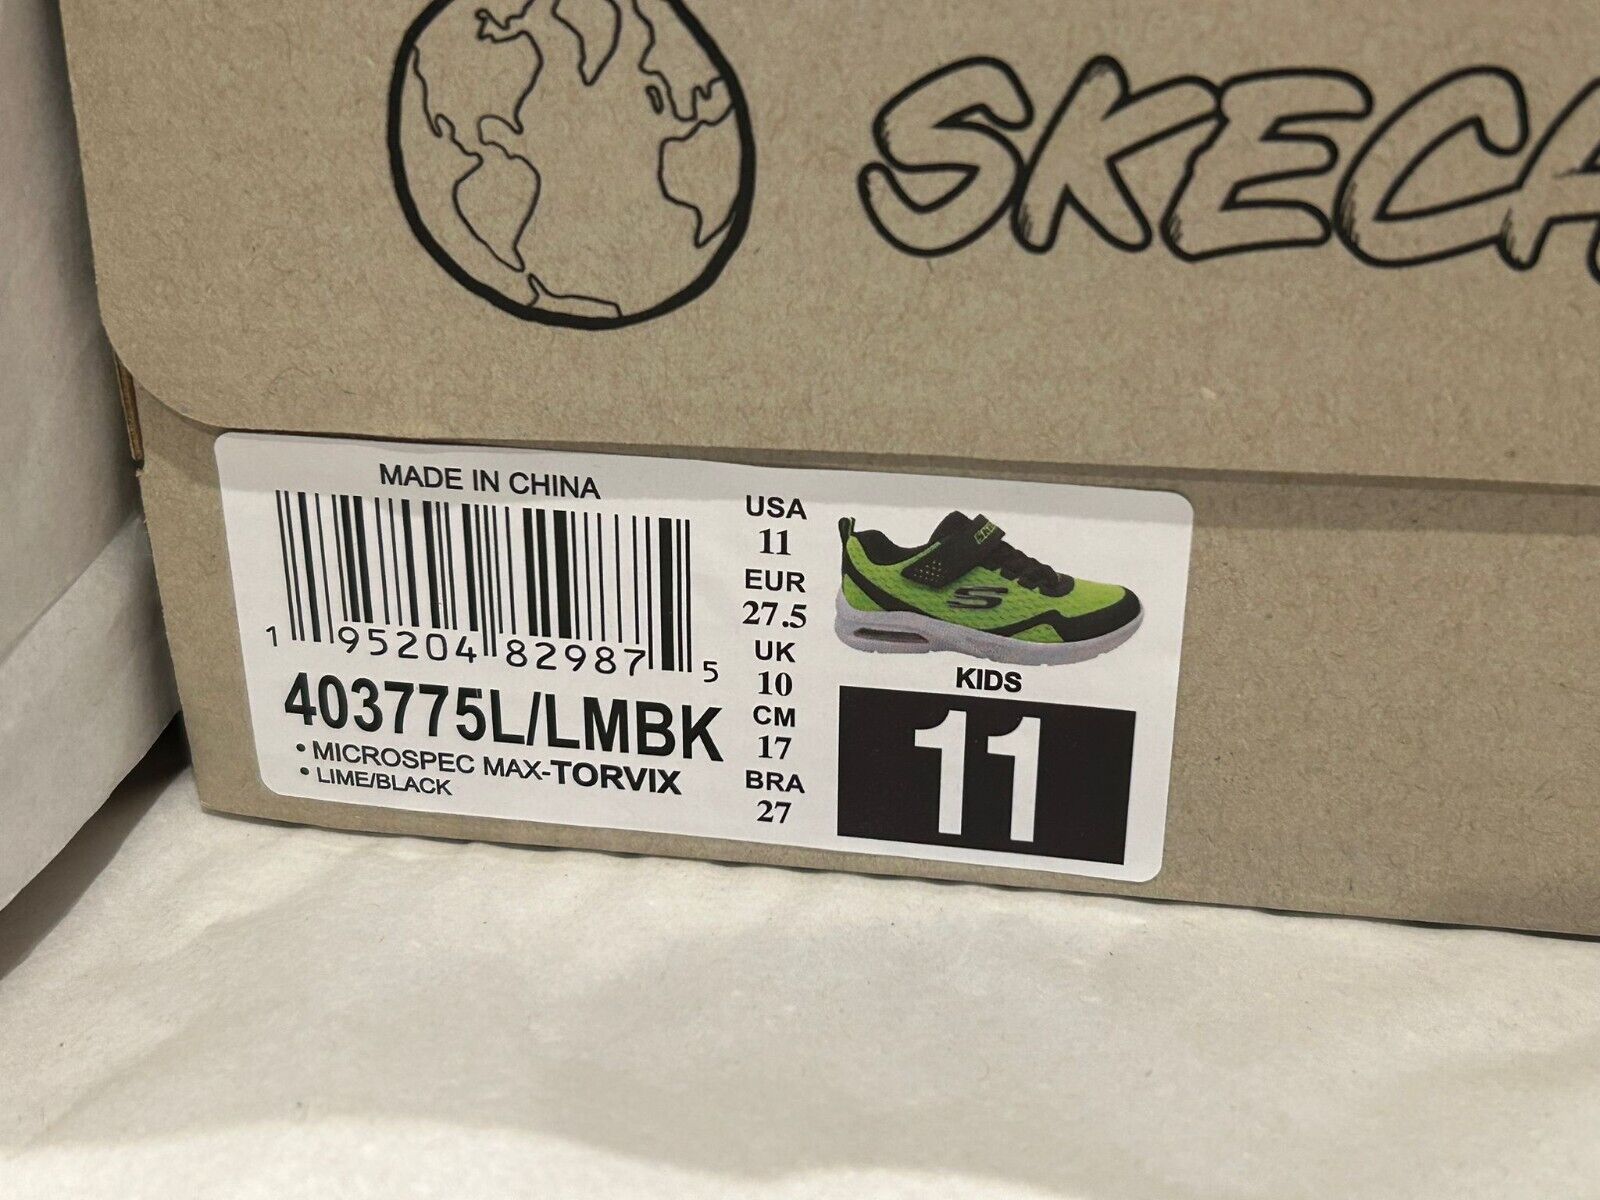 SKECH
MADE IN CHINA
1 95204 82987 5
403775L/LMBK
• MICROSPEC MAX-TORVIX
• LIME/BLACK
USA
11
EUR
27.5
UK
10
CM
17
BRA
27
S
KIDS
11